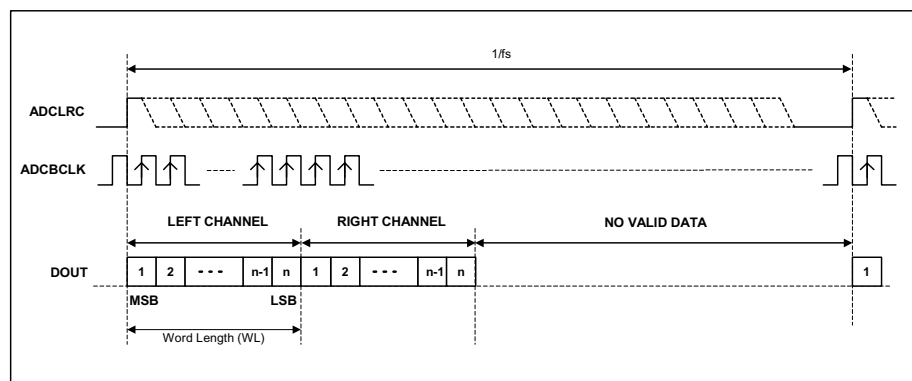 1/fs
ADCLRC
ADCBCLK
LEFT CHANNEL RIGHT CHANNEL NO VALID DATA
DOUT 1 2 - - - n-1 n 1 2 - - - n-1 n 1
MSB LSB
Word Length (WL)